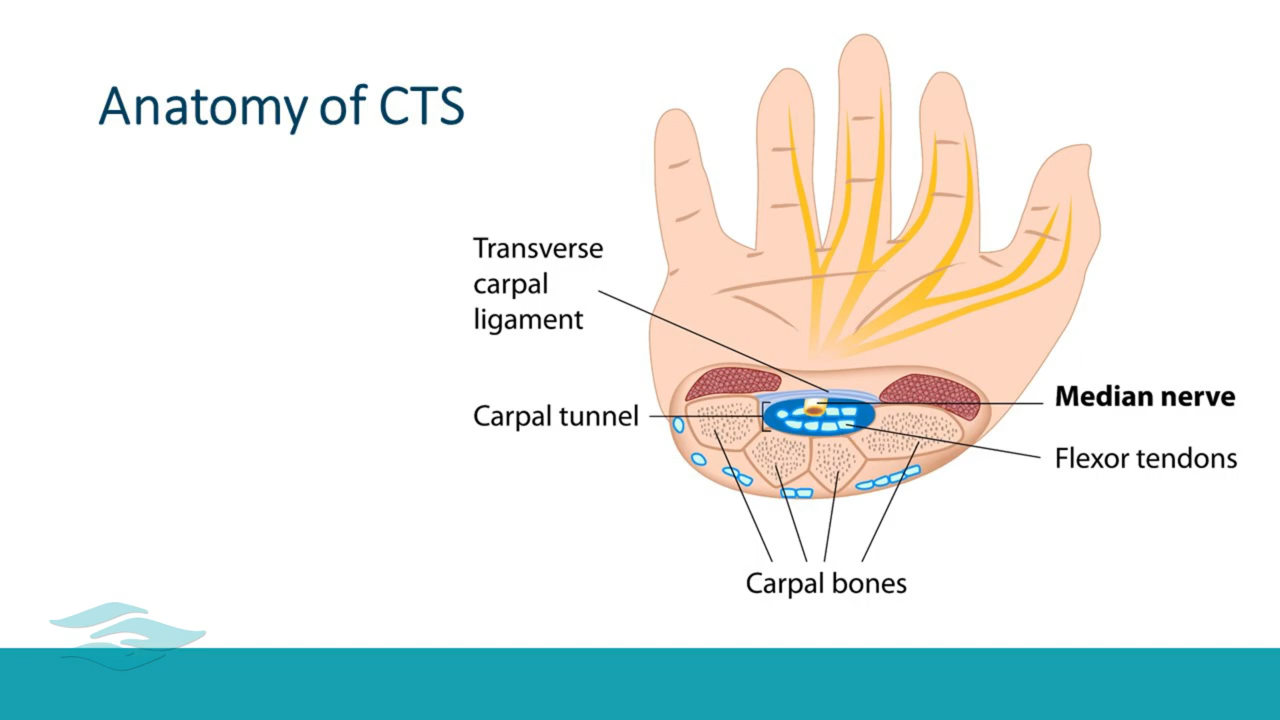 Anatomy of CTS
Transverse
carpal
ligament
Carpal tunnel
Median nerve
Flexor tendons
Carpal bones